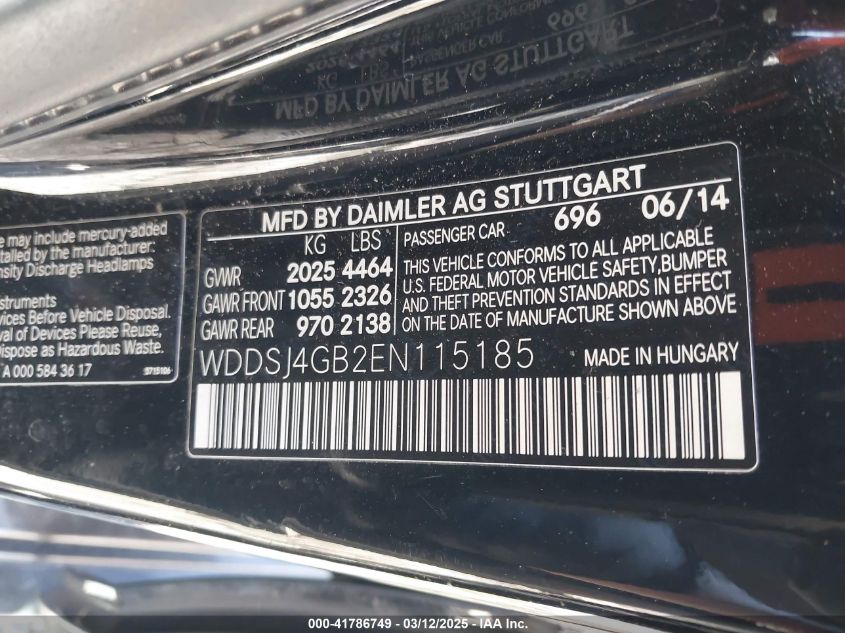 MFD BY DAIMLER AG STUTTGART
KG LBS
GVWR 2025 4464
GAWR FRONT 1055 2326
GAWR REAR 970 2138
PASSENGER CAR 696 06/14
THIS VEHICLE CONFORMS TO ALL APPLICABLE
U.S. FEDERAL MOTOR VEHICLE SAFETY, BUMPER
AND THEFT PREVENTION STANDARDS IN EFFECT
ON THE DATE OF MANUFACTURE SHOWN ABOVE
WDDSJ4GB2EN115185 MADE IN HUNGARY
e may include mercury-added
talled by the manufacturer:
nsity Discharge Headlamps
nstruments
vices Before Vehicle Disposal.
val of Devices Please Reuse,
Dispose as Hazardous Waste.
A 000 584 36 17
000-41786749 — 03/12/2025 — IAA Inc.